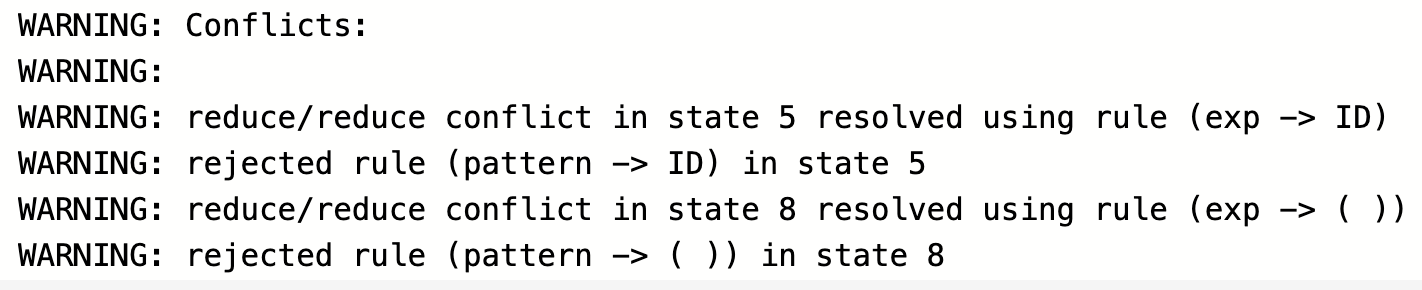 WARNING: Conflicts:
WARNING:
WARNING: reduce/reduce conflict in state 5 resolved using rule (exp -> ID)
WARNING: rejected rule (pattern -> ID) in state 5
WARNING: reduce/reduce conflict in state 8 resolved using rule (exp -> ( ))
WARNING: rejected rule (pattern -> ( )) in state 8